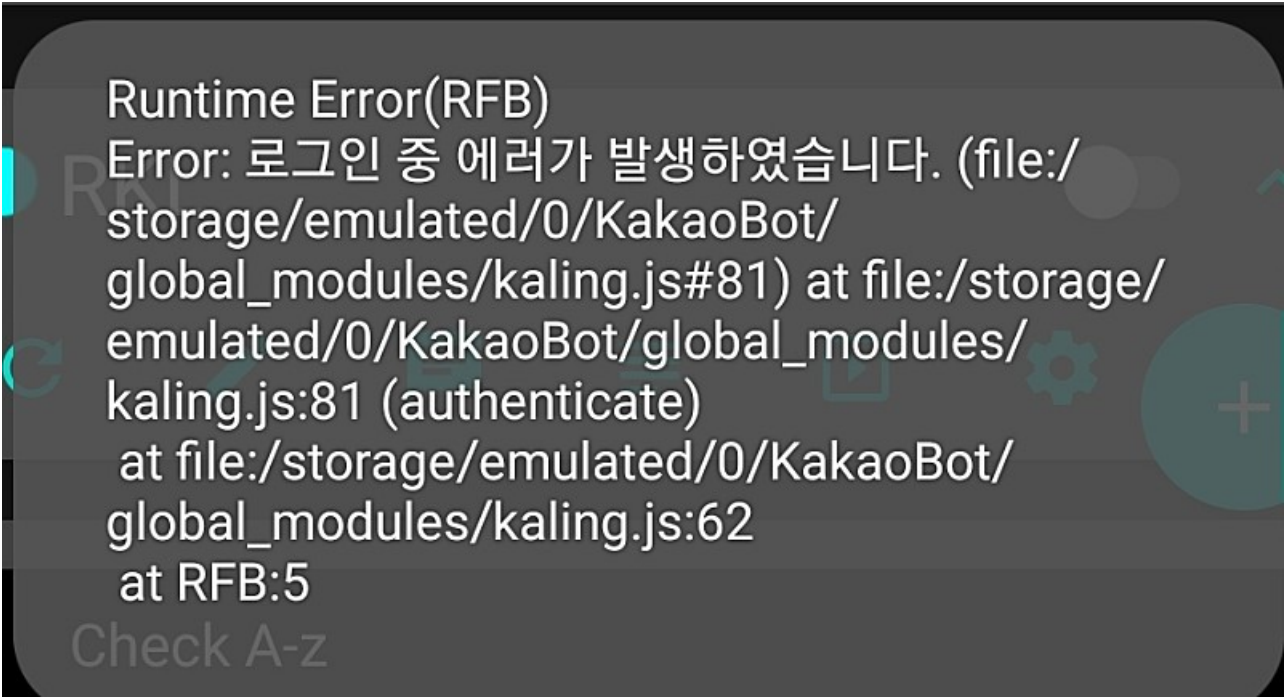 Runtime Error(RFB)
Error: 로그인 중 에러가 발생하였습니다. (file:/
storage/emulated/0/KakaoBot/
global_modules/kaling.js#81) at file:/storage/
emulated/0/KakaoBot/global_modules/
kaling.js:81 (authenticate)
at file:/storage/emulated/0/KakaoBot/
global_modules/kaling.js:62
at RFB:5
Check A-z